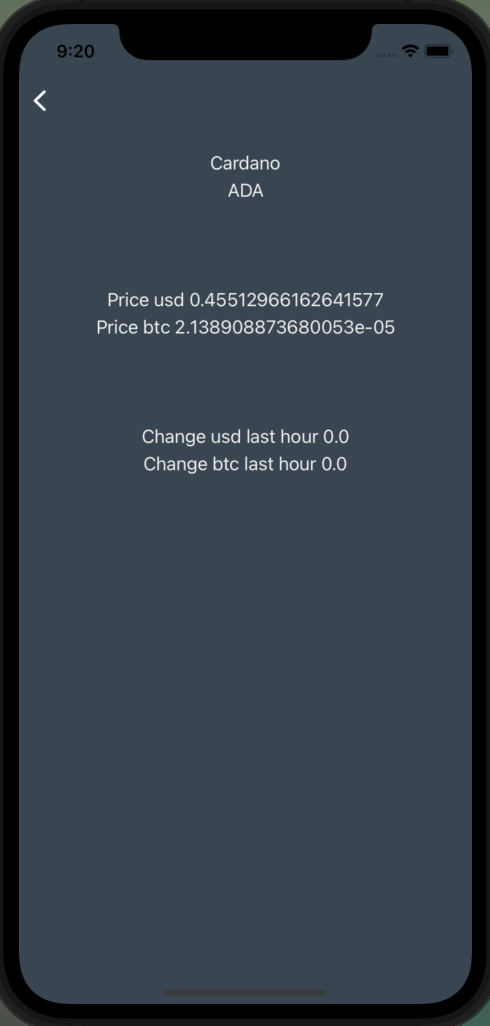 9:20
Cardano
ADA
Price usd 0.45512966162641577
Price btc 2.138908873680053e-05
Change usd last hour 0.0
Change btc last hour 0.0